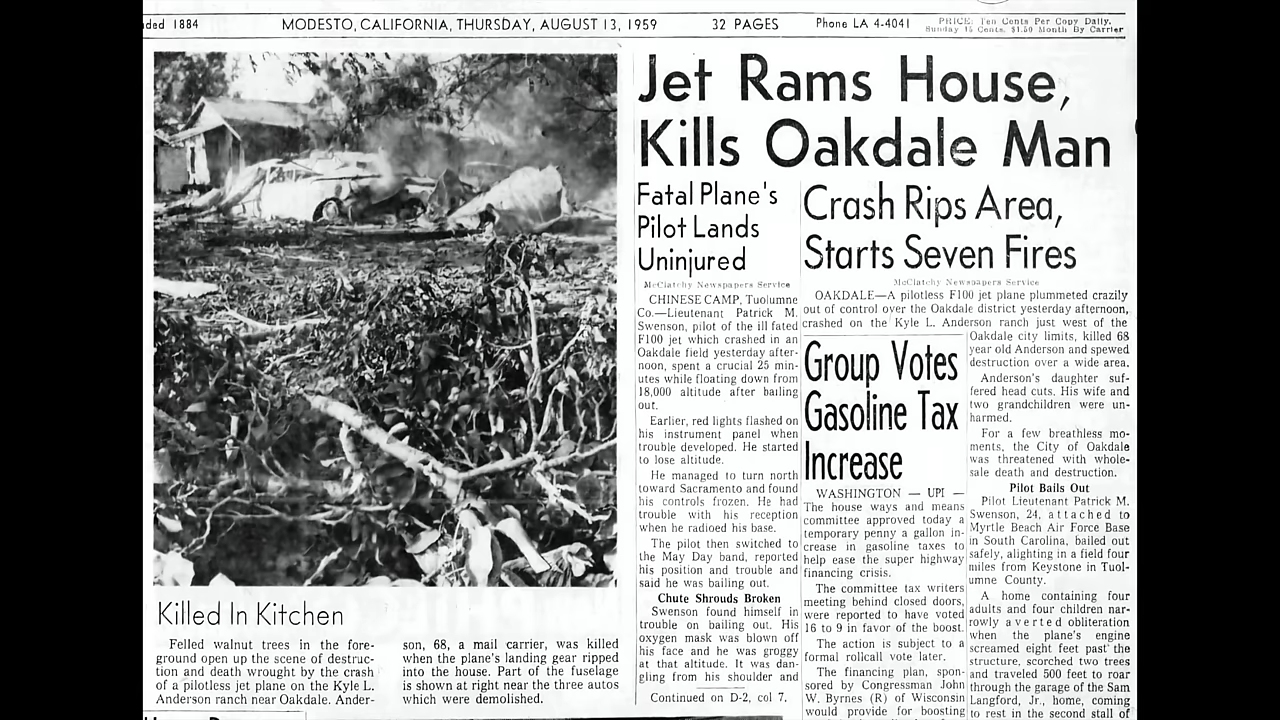 ded 1884
MODESTO, CALIFORNIA, THURSDAY, AUGUST 13, 1959
32 PAGES
Phone LA 4-4041
PRICE: Ten Cents Per Copy Daily.
Sunday 15 Cents. $1.50 Month By Carrier
Jet Rams House,
Kills Oakdale Man
Fatal Plane's
Pilot Lands
Uninjured
McClatchy Newspapers Service
CHINESE CAMP, Tuolumne
Co.—Lieutenant Patrick M.
Swenson, pilot of the ill fated
F100 jet which crashed in an
Oakdale field yesterday after-
noon, spent a crucial 25 min-
utes while floating down from
18,000 altitude after bailing
out.
Earlier, red lights flashed on
his instrument panel when
trouble developed. He started
to lose altitude.
He managed to turn north
toward Sacramento and found
his controls frozen. He had
trouble with his reception
when he radioed his base.
The pilot then switched to
the May Day band, reported
his position and trouble and
said he was bailing out.
Chute Shrouds Broken
Swenson found himself in
trouble on bailing out. His
oxygen mask was blown off
his face and he was groggy
at that altitude. It was dan-
gling from his shoulder and
Continued on D-2, col 7.
Crash Rips Area,
Starts Seven Fires
McClatchy Newspapers Service
OAKDALE—A pilotless F100 jet plane plummeted crazily
out of control over the Oakdale district yesterday afternoon,
crashed on the Kyle L. Anderson ranch just west of the
Oakdale city limits, killed 68
year old Anderson and spewed
destruction over a wide area.
Anderson's daughter suf-
fered head cuts. His wife and
two grandchildren were un-
harmed.
For a few breathless mo-
ments, the City of Oakdale
was threatened with whole-
sale death and destruction.
Pilot Bails Out
Pilot Lieutenant Patrick M.
Swenson, 24, attached to
Myrtle Beach Air Force Base
in South Carolina, bailed out
safely, alighting in a field four
miles from Keystone in Tuol-
umne County.
A home containing four
adults and four children nar-
rowly averted obliteration
when the plane's engine
screamed eight feet past the
structure, scorched two trees
and traveled 500 feet to roar
through the garage of the Sam
Langford, Jr., home, coming
to rest in the second stall of
Group Votes
Gasoline Tax
Increase
WASHINGTON — UPI —
The house ways and means
committee approved today a
temporary penny a gallon in-
crease in gasoline taxes to
help ease the super highway
financing crisis.
The committee tax writers
meeting behind closed doors,
were reported to have voted
16 to 9 in favor of the boost.
The action is subject to a
formal rollcall vote later.
The financing plan, spon-
sored by Congressman John
W. Byrnes (R) of Wisconsin
would provide for boosting
Killed In Kitchen
Felled walnut trees in the fore-
ground open up the scene of destruc-
tion and death wrought by the crash
of a pilotless jet plane on the Kyle L.
Anderson ranch near Oakdale. Ander-
son, 68, a mail carrier, was killed
when the plane's landing gear ripped
into the house. Part of the fuselage
is shown at right near the three autos
which were demolished.